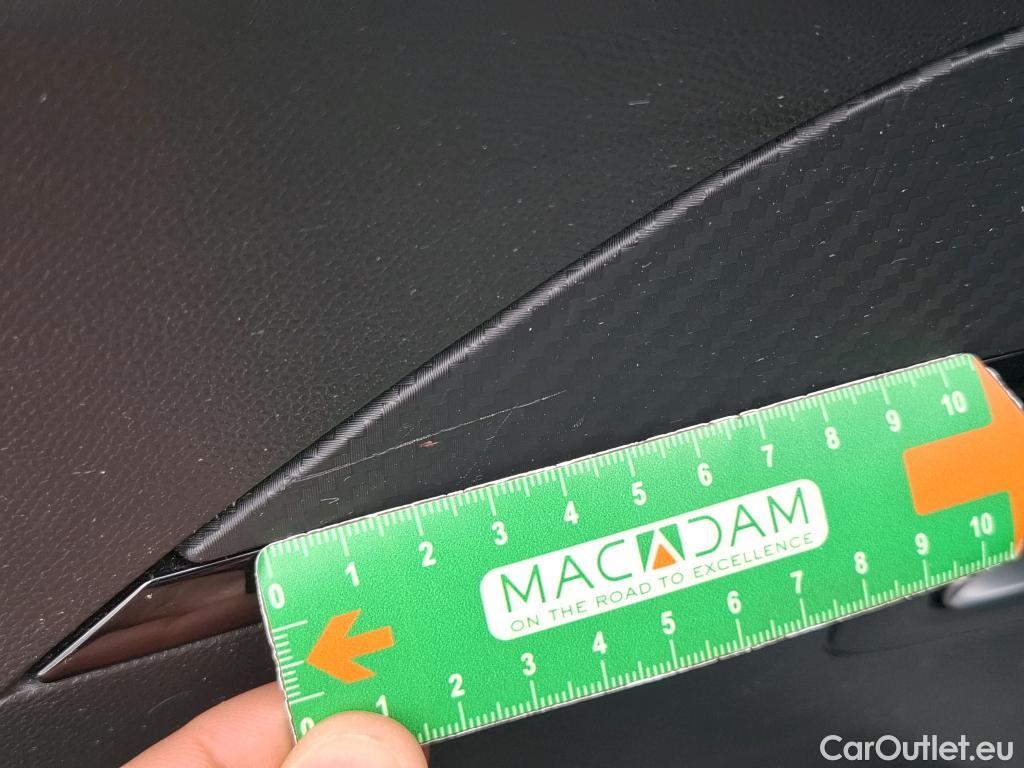 0 1 2 3 4 5 6 7 8 9 10
MACADAM
ON THE ROAD TO EXCELLENCE
0 1 2 3 4 5 6 7 8 9 10
CarOutlet.eu